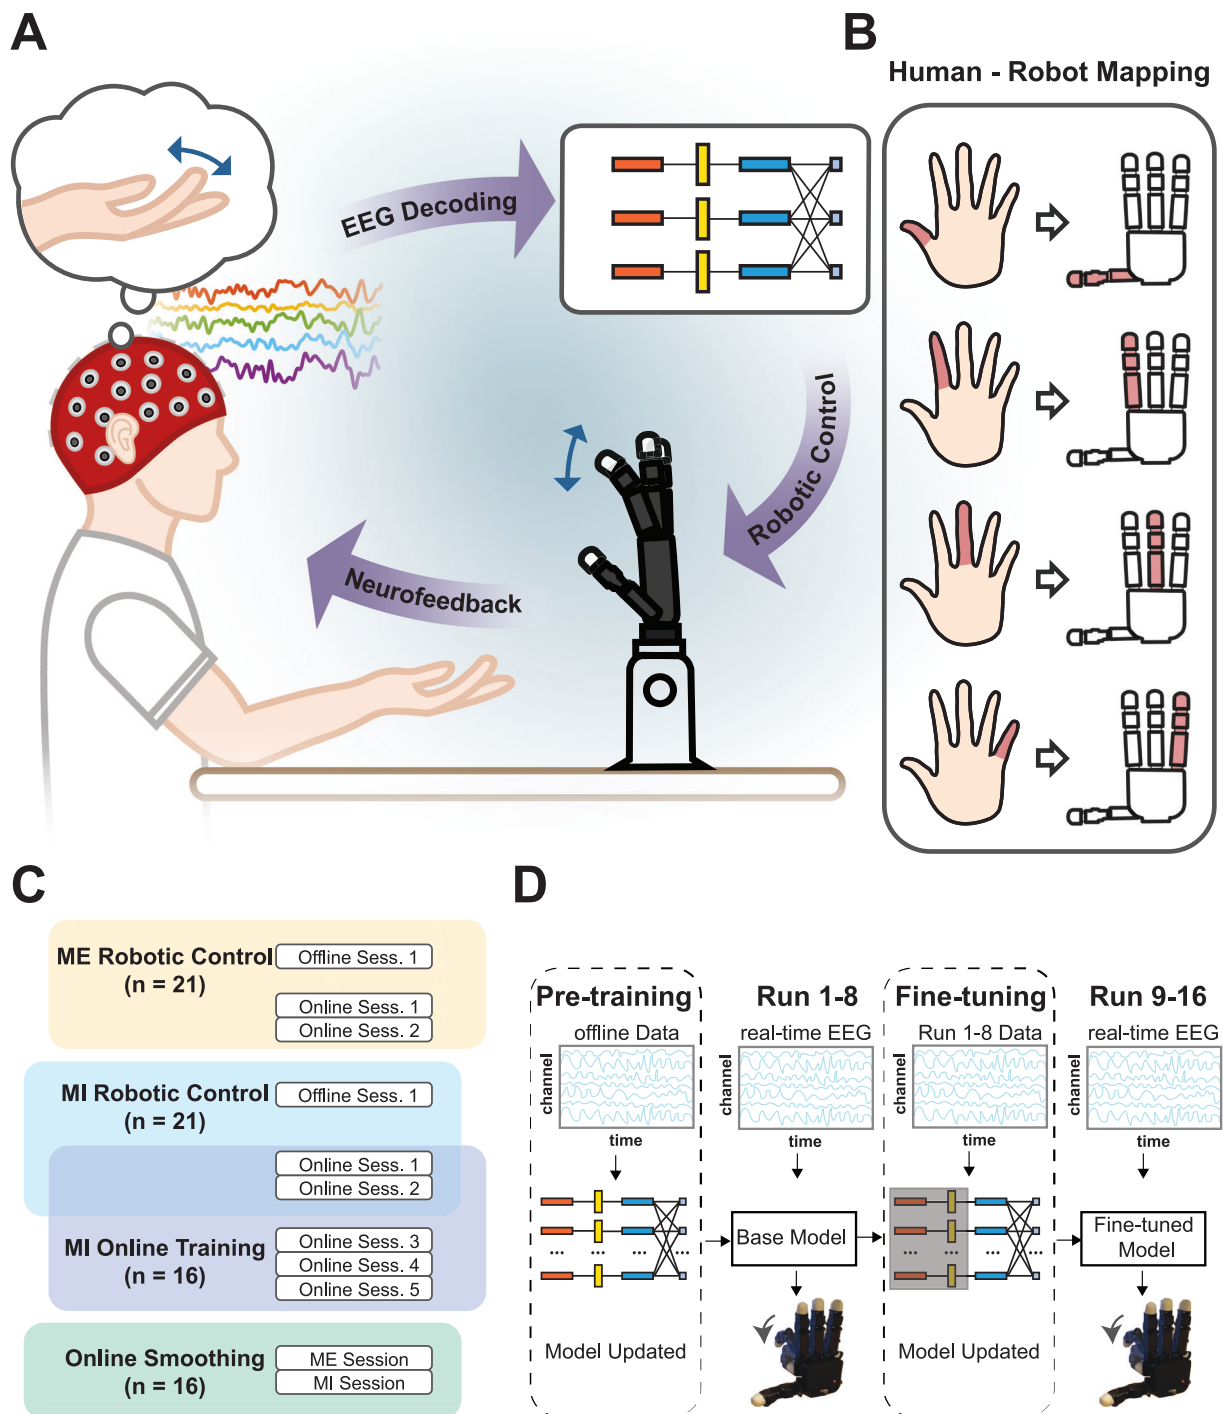 A
EEG Decoding
Robotic Control
Neurofeedback
B
Human - Robot Mapping
C
ME Robotic Control
(n = 21)
Offline Sess. 1
Online Sess. 1
Online Sess. 2
MI Robotic Control
(n = 21)
Offline Sess. 1
Online Sess. 1
Online Sess. 2
MI Online Training
(n = 16)
Online Sess. 3
Online Sess. 4
Online Sess. 5
Online Smoothing
(n = 16)
ME Session
MI Session
D
Pre-training
offline Data
channel
time
...  ...  ...  ...
Model Updated
Run 1-8
real-time EEG
channel
time
Base Model
Fine-tuning
Run 1-8 Data
channel
time
...  ...  ...  ...
Model Updated
Run 9-16
real-time EEG
channel
time
Fine-tuned
Model